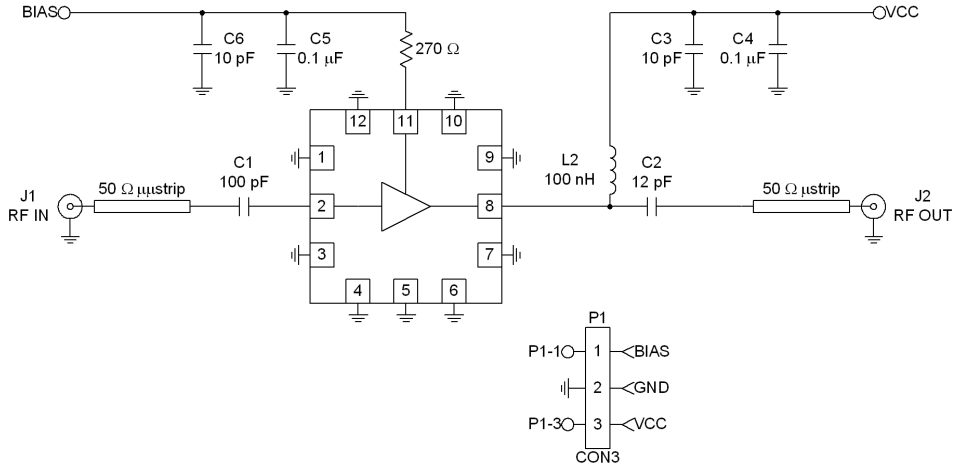 BIAS
VCC
C6
10 pF
C5
0.1 µF
270 Ω
C3
10 pF
C4
0.1 µF
12
11
10
1
9
C1
100 pF
L2
100 nH
C2
12 pF
J1
RF IN
50 Ω µµstrip
2
8
50 Ω µstrip
J2
RF OUT
3
7
4
5
6
P1
P1-1
1
BIAS
2
GND
P1-3
3
VCC
CON3